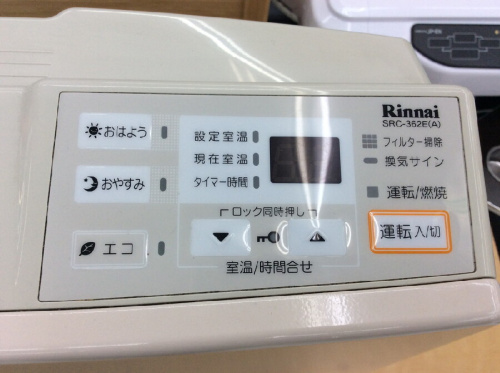 Rinnai
SRC-362E(A)
おはよう
おやすみ
エコ
設定室温
現在室温
タイマー時間
フィルター掃除
換気サイン
運転/燃焼
ロック同時押し
室温/時間合せ
運転 入/切